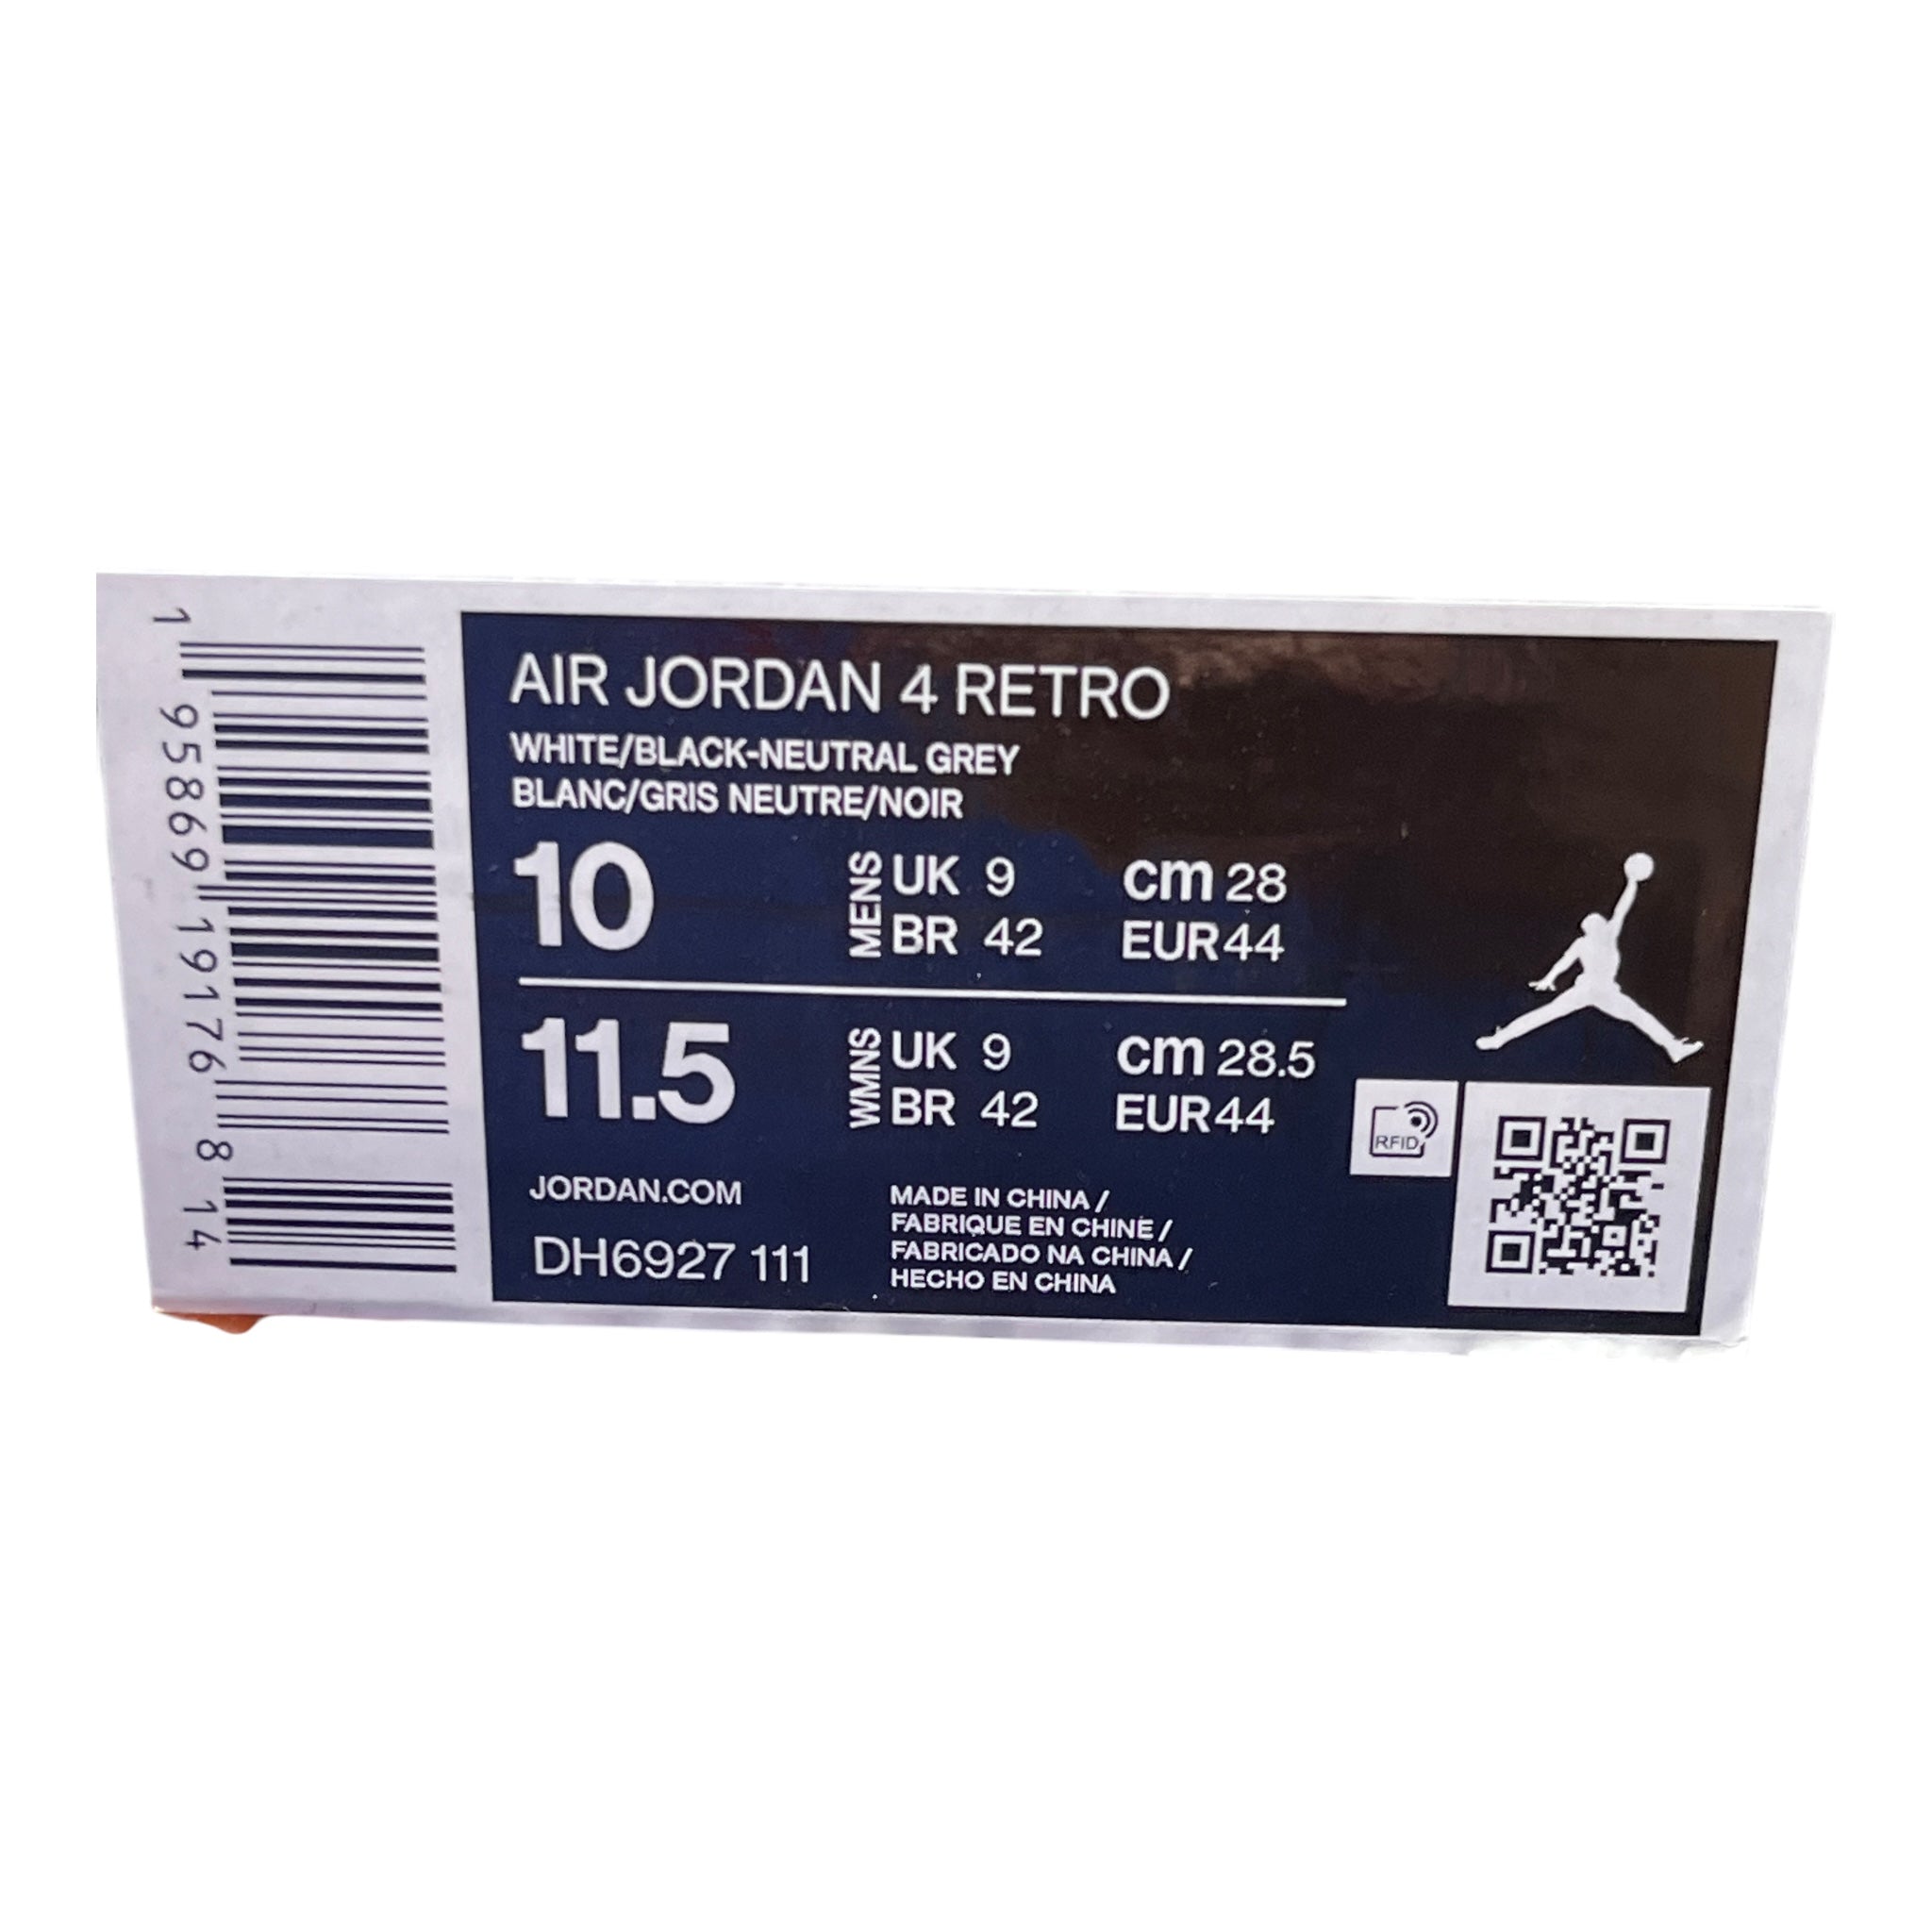 AIR JORDAN 4 RETRO
WHITE/BLACK-NEUTRAL GREY
BLANC/GRIS NEUTRE/NOIR
10 MENS UK 9 cm 28
BR 42 EUR 44
11.5 WMNS UK 9 cm 28.5
BR 42 EUR 44
JORDAN.COM
DH6927 111
MADE IN CHINA /
FABRIQUE EN CHINE /
FABRICADO NA CHINA /
HECHO EN CHINA
RFID
1 95869 19176 8 14